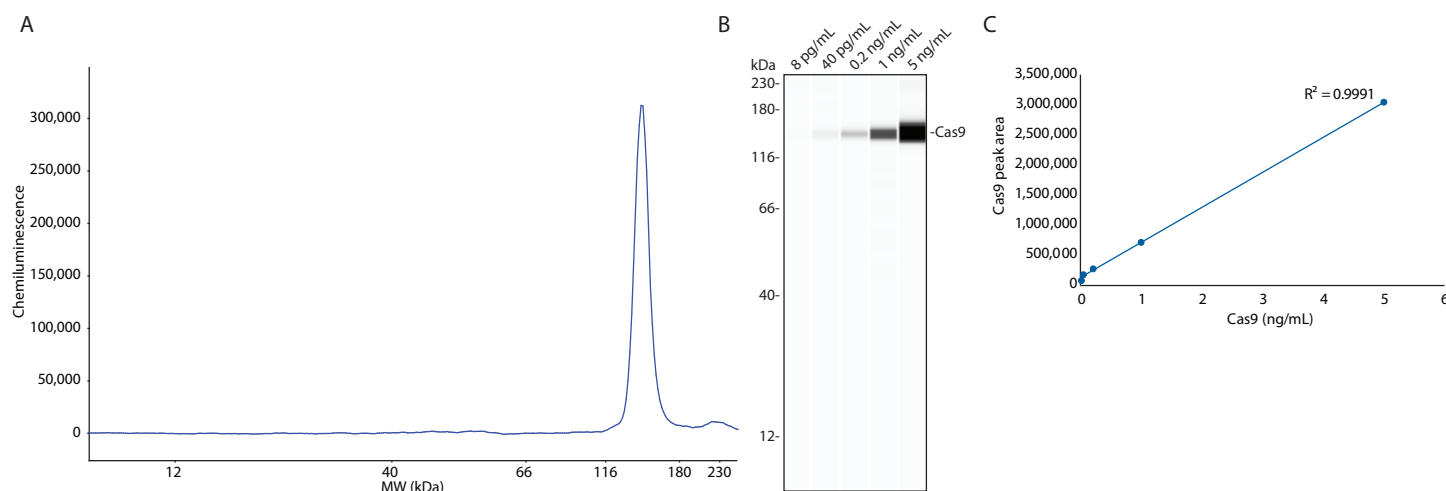 A
Chemiluminescence
300,000
250,000
200,000
150,000
100,000
50,000
0
12
40
66
116
180
230
MW (kDa)
B
8 pg/mL
40 pg/mL
0.2 ng/mL
1 ng/mL
5 ng/mL
kDa
230-
180-
-Cas9
116-
66-
40-
12-
C
Cas9 peak area
3,500,000
3,000,000
2,500,000
2,000,000
1,500,000
1,000,000
500,000
0
R² = 0.9991
0 1 2 3 4 5 6
Cas9 (ng/mL)